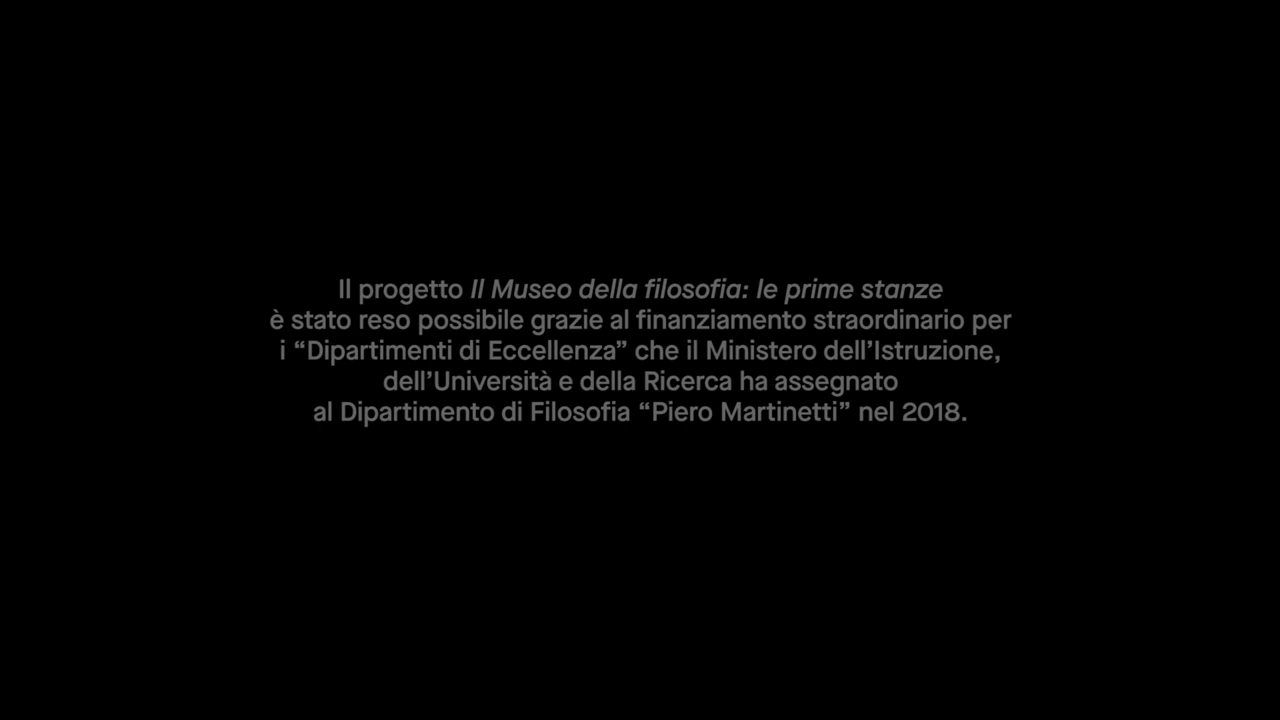 Il progetto Il Museo della filosofia: le prime stanze
è stato reso possibile grazie al finanziamento straordinario per
i “Dipartimenti di Eccellenza” che il Ministero dell’Istruzione,
dell’Università e della Ricerca ha assegnato
al Dipartimento di Filosofia “Piero Martinetti” nel 2018.